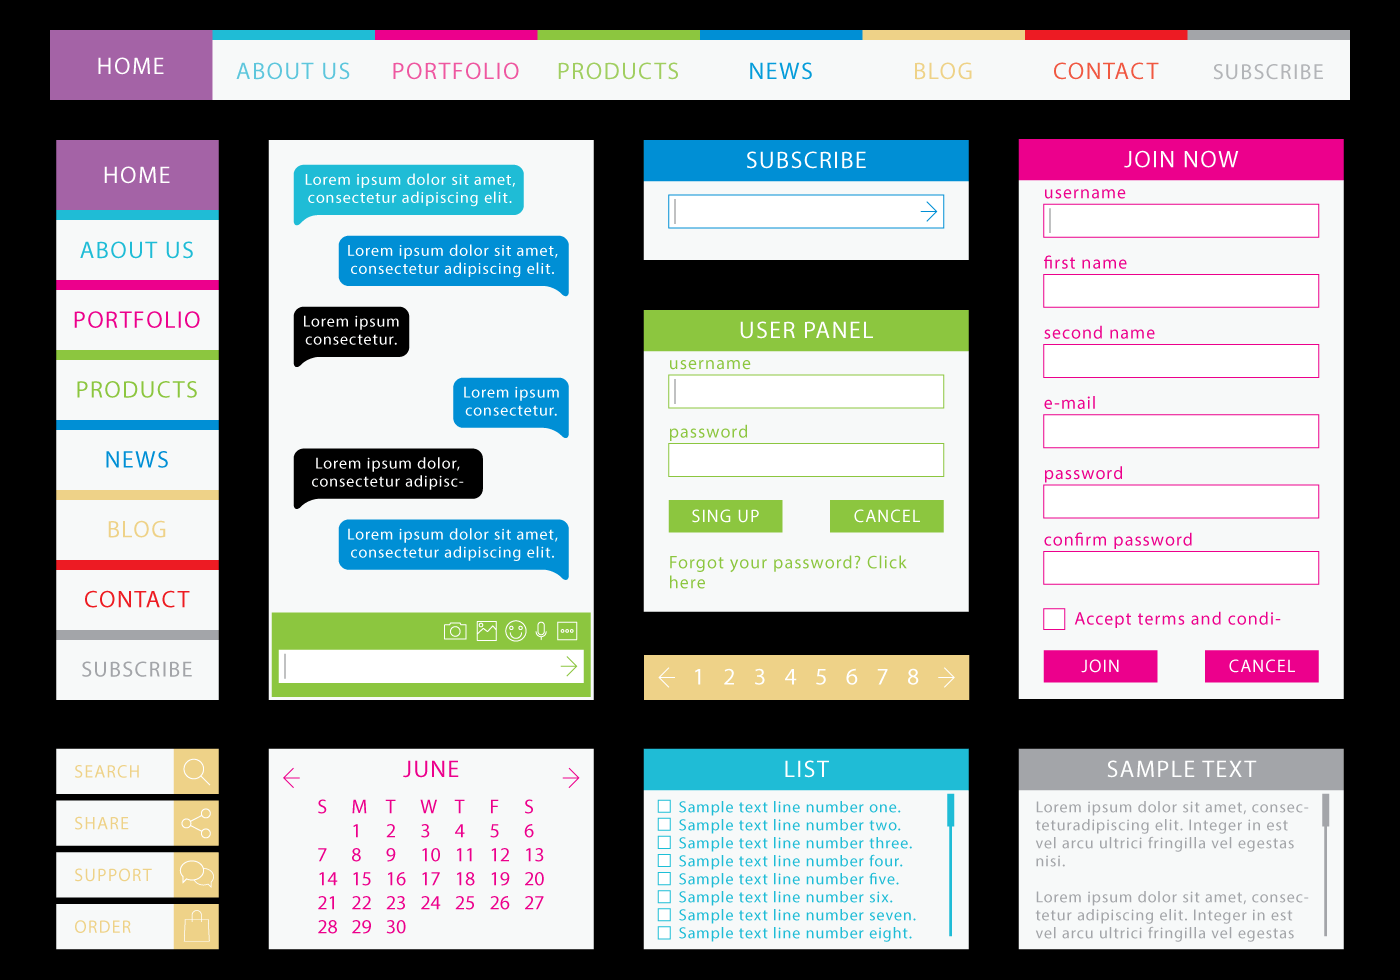 HOME ABOUT US PORTFOLIO PRODUCTS NEWS BLOG CONTACT SUBSCRIBE
HOME
ABOUT US
PORTFOLIO
PRODUCTS
NEWS
BLOG
CONTACT
SUBSCRIBE
Lorem ipsum dolor sit amet,
consectetur adipiscing elit.
Lorem ipsum dolor sit amet,
consectetur adipiscing elit.
Lorem ipsum
consectetur.
Lorem ipsum
consectetur.
Lorem ipsum dolor,
consectetur adipisc-
Lorem ipsum dolor sit amet,
consectetur adipiscing elit.
SUBSCRIBE
USER PANEL
username
password
SING UP CANCEL
Forgot your password? Click
here
1 2 3 4 5 6 7 8
JOIN NOW
username
first name
second name
e-mail
password
confirm password
Accept terms and condi-
JOIN CANCEL
SEARCH
SHARE
SUPPORT
ORDER
JUNE
S M T W T F S
1 2 3 4 5 6
7 8 9 10 11 12 13
14 15 16 17 18 19 20
21 22 23 24 25 26 27
28 29 30
LIST
Sample text line number one.
Sample text line number two.
Sample text line number three.
Sample text line number four.
Sample text line number five.
Sample text line number six.
Sample text line number seven.
Sample text line number eight.
SAMPLE TEXT
Lorem ipsum dolor sit amet, consec-
teturadipiscing elit. Integer in est
vel arcu ultrici fringilla vel egestas
nisi.
Lorem ipsum dolor sit amet, consec-
tetur adipiscing elit. Integer in est
vel arcu ultrici fringilla vel egestas